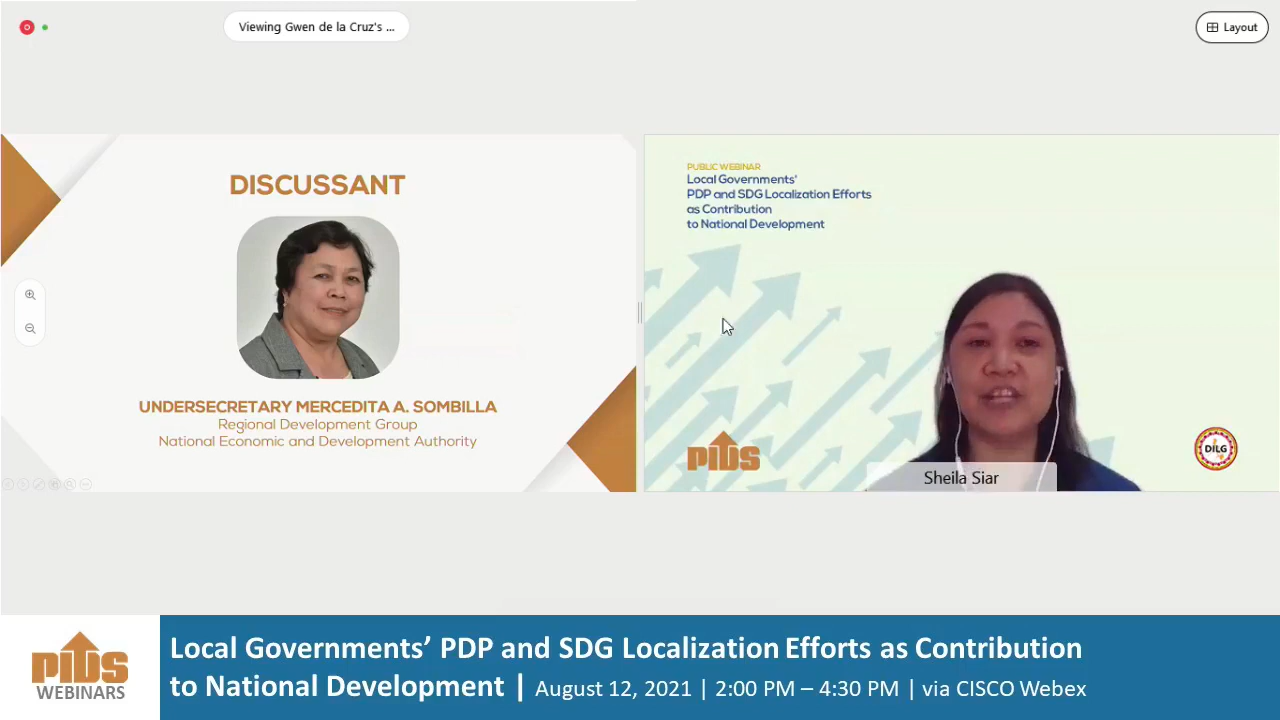 Viewing Gwen de la Cruz's ...
Layout
DISCUSSANT
UNDERSECRETARY MERCEDITA A. SOMBILLA
Regional Development Group
National Economic and Development Authority
PUBLIC WEBINAR
Local Governments'
PDP and SDG Localization Efforts
as Contribution
to National Development
PIDS
DILG
Sheila Siar
PIDS
WEBINARS
Local Governments’ PDP and SDG Localization Efforts as Contribution
to National Development | August 12, 2021 | 2:00 PM – 4:30 PM | via CISCO Webex